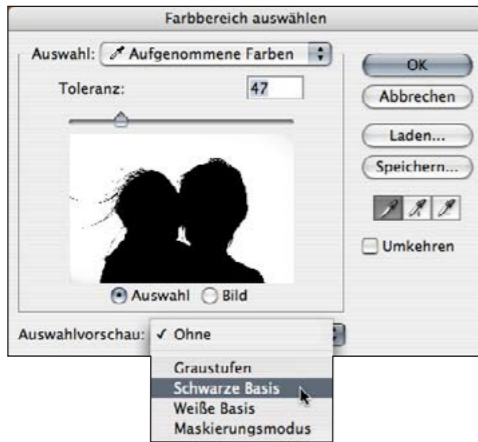 Farbbereich auswählen
Auswahl: Aufgenommene Farben
Toleranz: 47
Auswahl Bild
Auswahlvorschau: ✓ Ohne
Graustufen
Schwarze Basis
Weiße Basis
Maskierungsmodus
OK
Abbrechen
Laden...
Speichern...
Umkehren